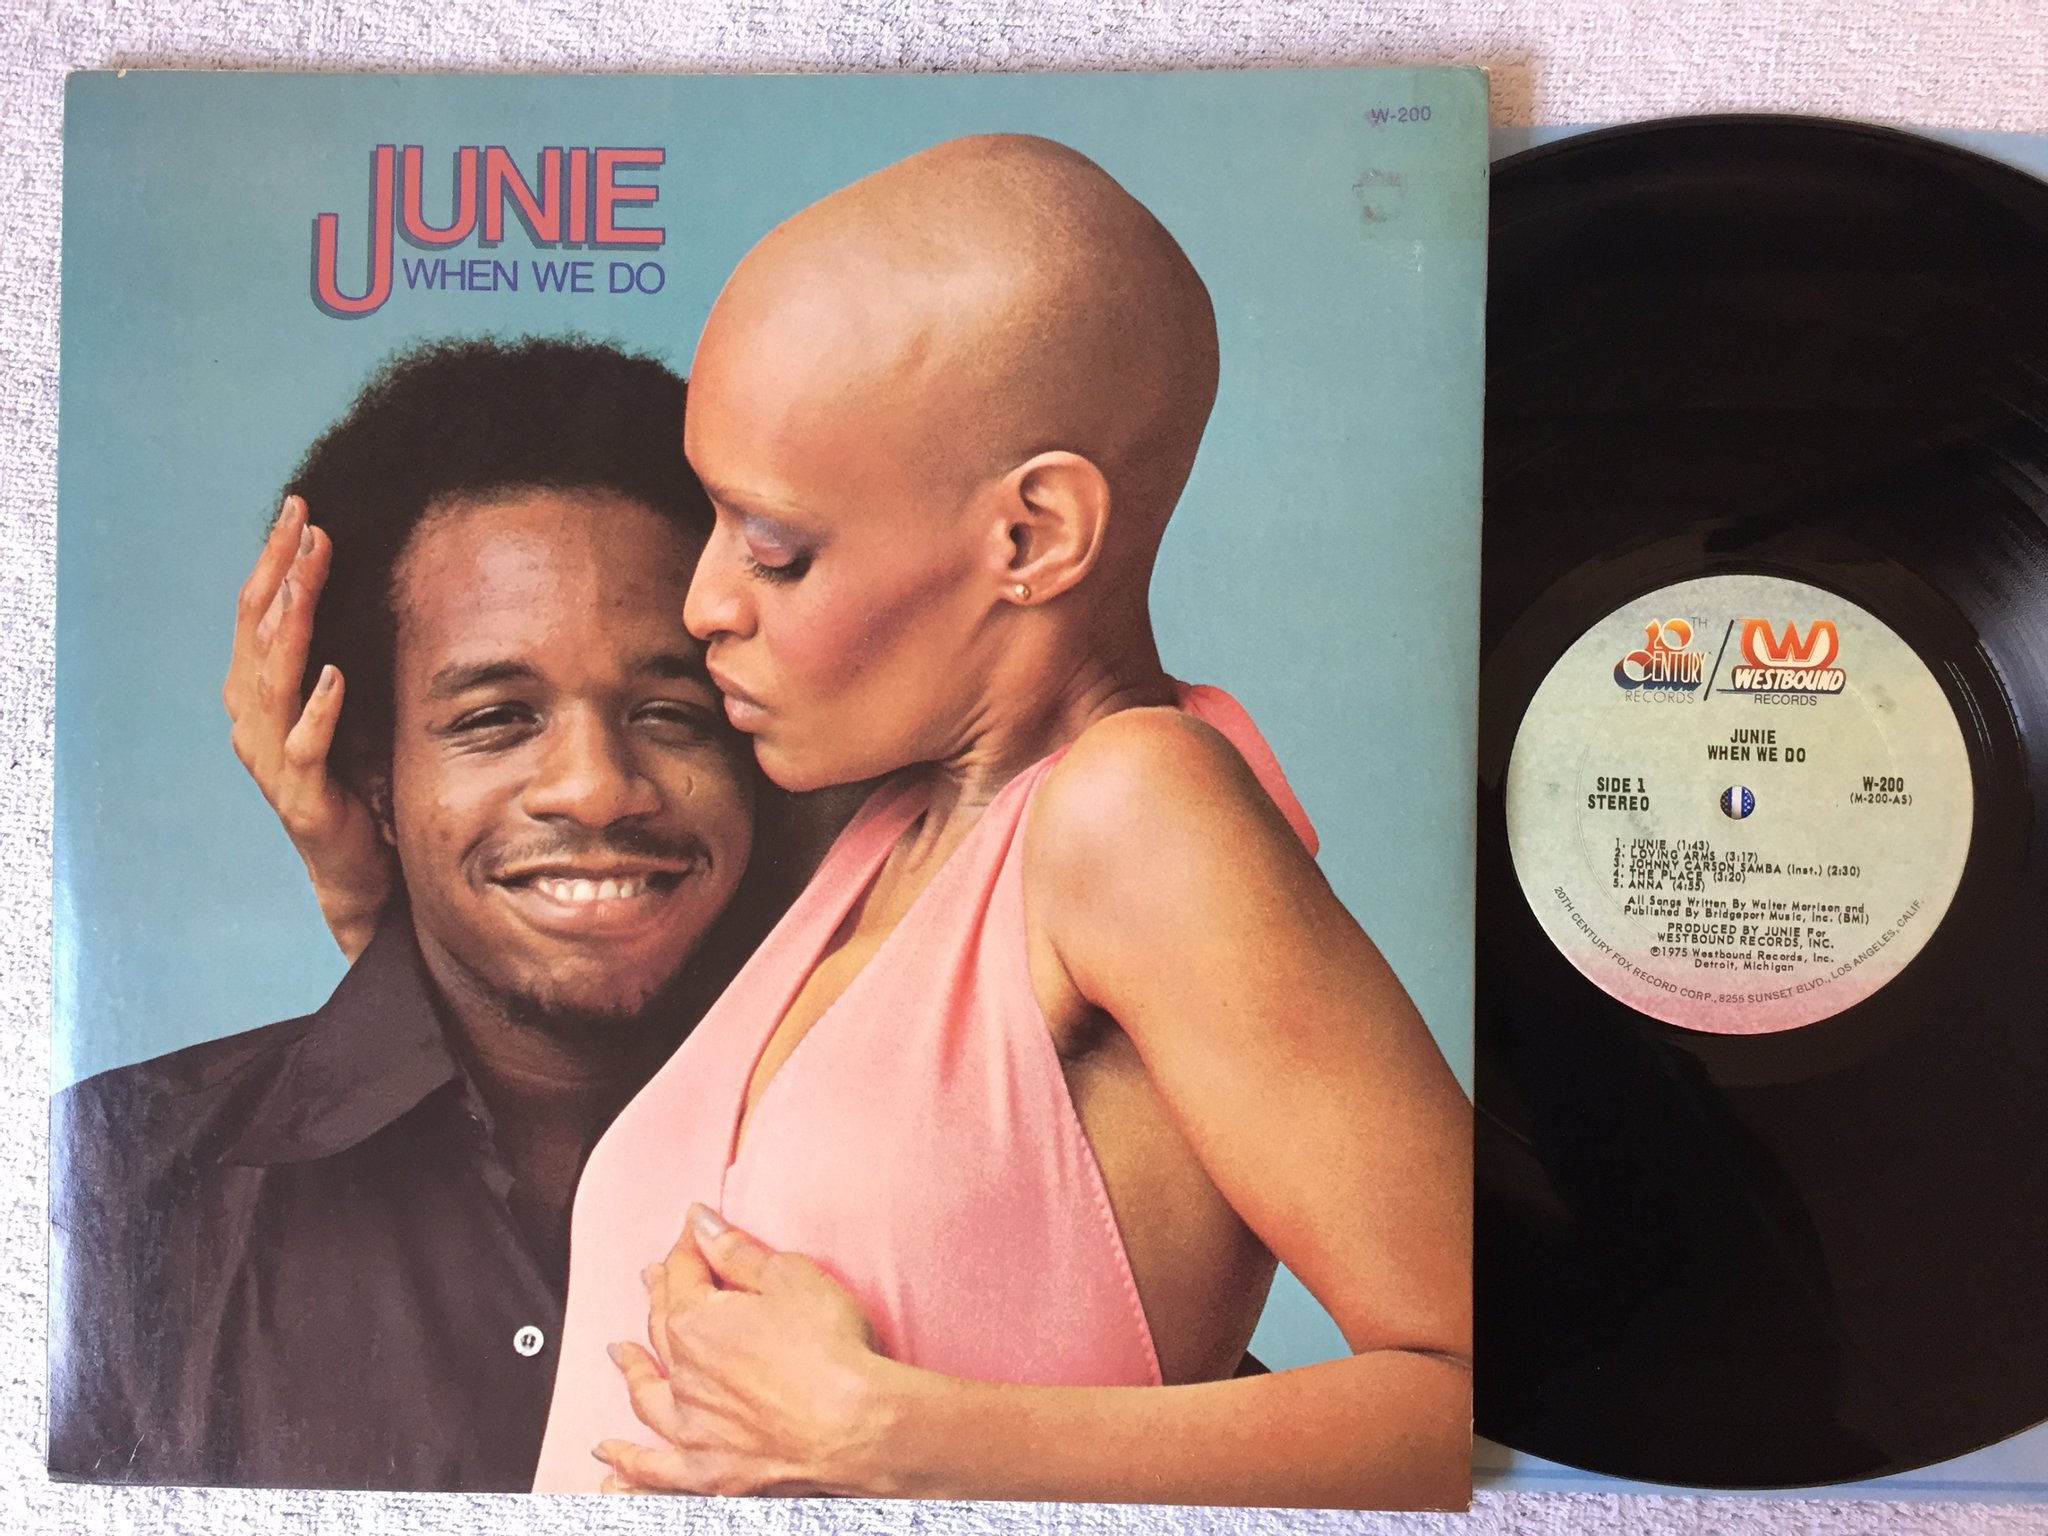 W-200
JUNIE
WHEN WE DO
20TH CENTURY RECORDS / W WESTBOUND RECORDS
JUNIE
WHEN WE DO
SIDE 1
STEREO
W-200
(M-200-AS)
1. JUNIE (1:43)
2. LOVING ARMS (3:17)
3. JOHNNY CARSON SAMBA (Inst.) (2:30)
4. THE PLACE (3:20)
5. ANNA (4:55)
All Songs Written By Walter Morrison and
Published By Bridgeport Music, Inc. (BMI)
PRODUCED BY JUNIE For
WESTBOUND RECORDS, INC.
℗1975 Westbound Records, Inc.
Detroit, Michigan
20TH CENTURY FOX RECORD CORP., 8255 SUNSET BLVD., LOS ANGELES, CALIF.